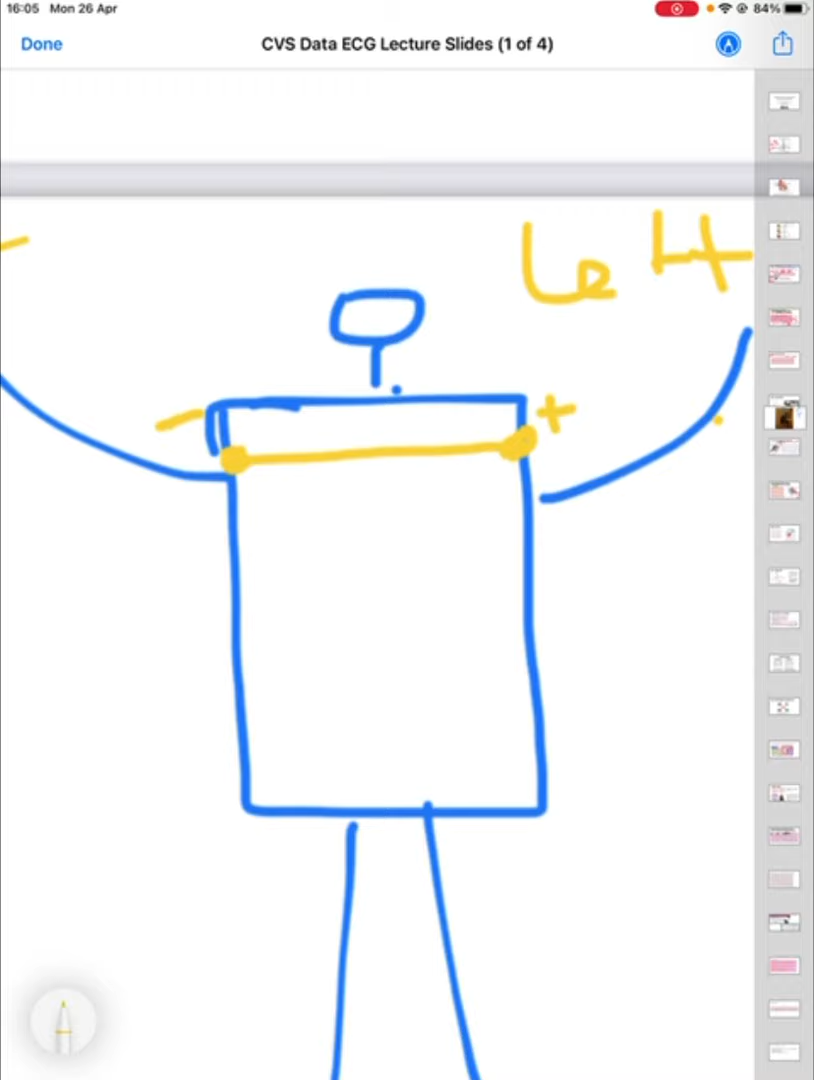 16:05 Mon 26 Apr 84%
Done CVS Data ECG Lecture Slides (1 of 4)
Left
- +